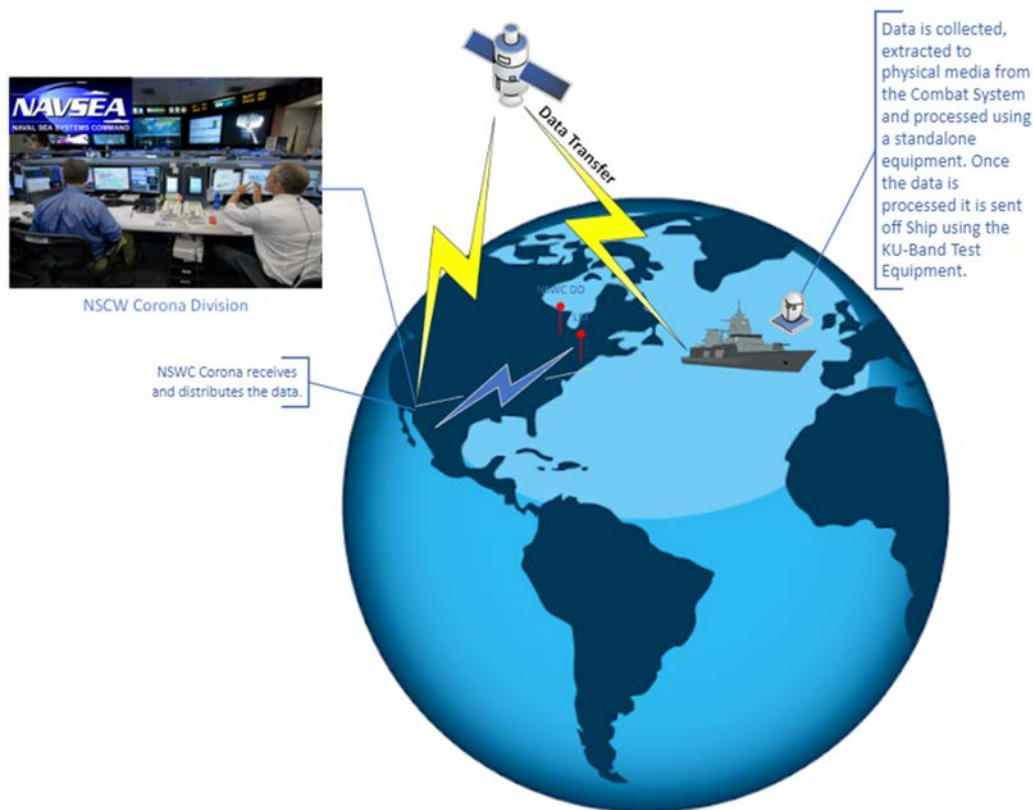 NAVSEA
NAVAL SEA SYSTEMS COMMAND
NSCW Corona Division
NSWC Corona receives
and distributes the data.
Data Transfer
NSWC DD
Data is collected,
extracted to
physical media from
the Combat System
and processed using
a standalone
equipment. Once
the data is
processed it is sent
off Ship using the
KU-Band Test
Equipment.